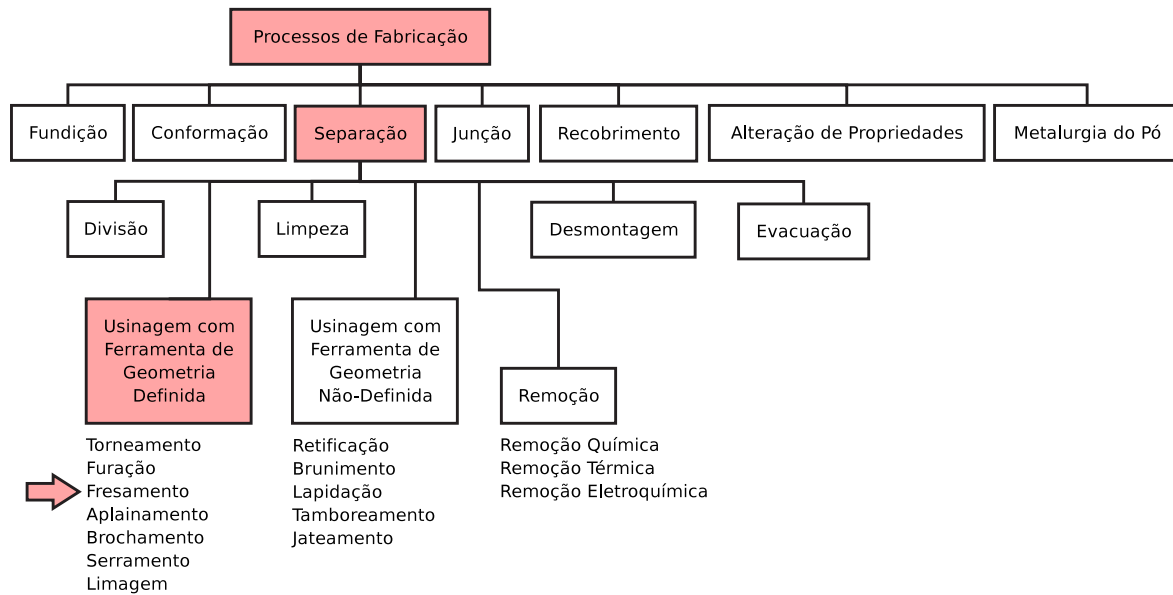 Processos de Fabricação
Fundição
Conformação
Separação
Junção
Recobrimento
Alteração de Propriedades
Metalurgia do Pó
Divisão
Limpeza
Desmontagem
Evacuação
Usinagem com
Ferramenta de
Geometria
Definida
Usinagem com
Ferramenta de
Geometria
Não-Definida
Remoção
Torneamento
Furação
Fresamento
Aplainamento
Brochamento
Serramento
Limagem
Retificação
Brunimento
Lapidação
Tamboreamento
Jateamento
Remoção Química
Remoção Térmica
Remoção Eletroquímica